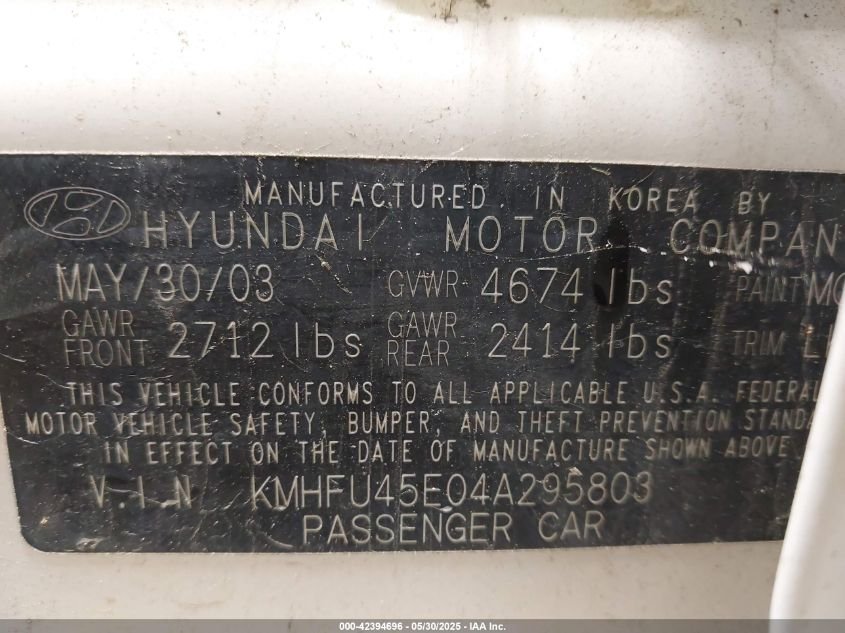 MANUFACTURED IN KOREA BY
HYUNDAI MOTOR COMPAN
MAY/30/03 GVWR 4674 lbs PAINT MC
GAWR FRONT 2712 lbs GAWR REAR 2414 lbs TRIM LI
THIS VEHICLE CONFORMS TO ALL APPLICABLE U.S.A. FEDERAL
MOTOR VEHICLE SAFETY, BUMPER, AND THEFT PREVENTION STANDA
IN EFFECT ON THE DATE OF MANUFACTURE SHOWN ABOVE
V.I.N KMHFU45E04A295803
PASSENGER CAR
000-42394696 — 05/30/2025 — IAA Inc.